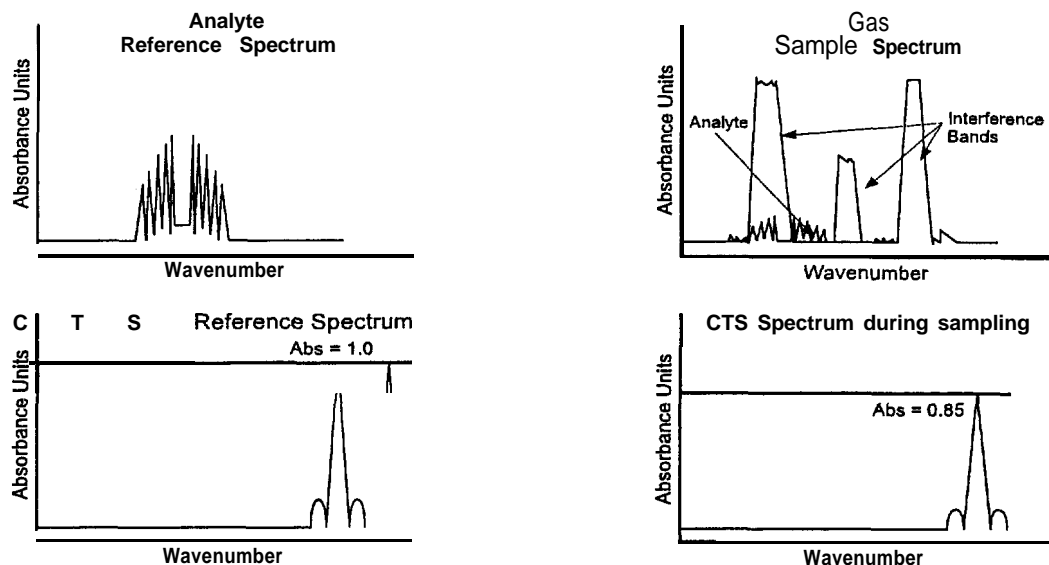 Analyte
Reference Spectrum
Absorbance Units
Wavenumber
Gas
Sample Spectrum
Absorbance Units
Analyte
Interference
Bands
Wavenumber
C T S Reference Spectrum
Abs = 1.0
Absorbance Units
Wavenumber
CTS Spectrum during sampling
Abs = 0.85
Absorbance Units
Wavenumber